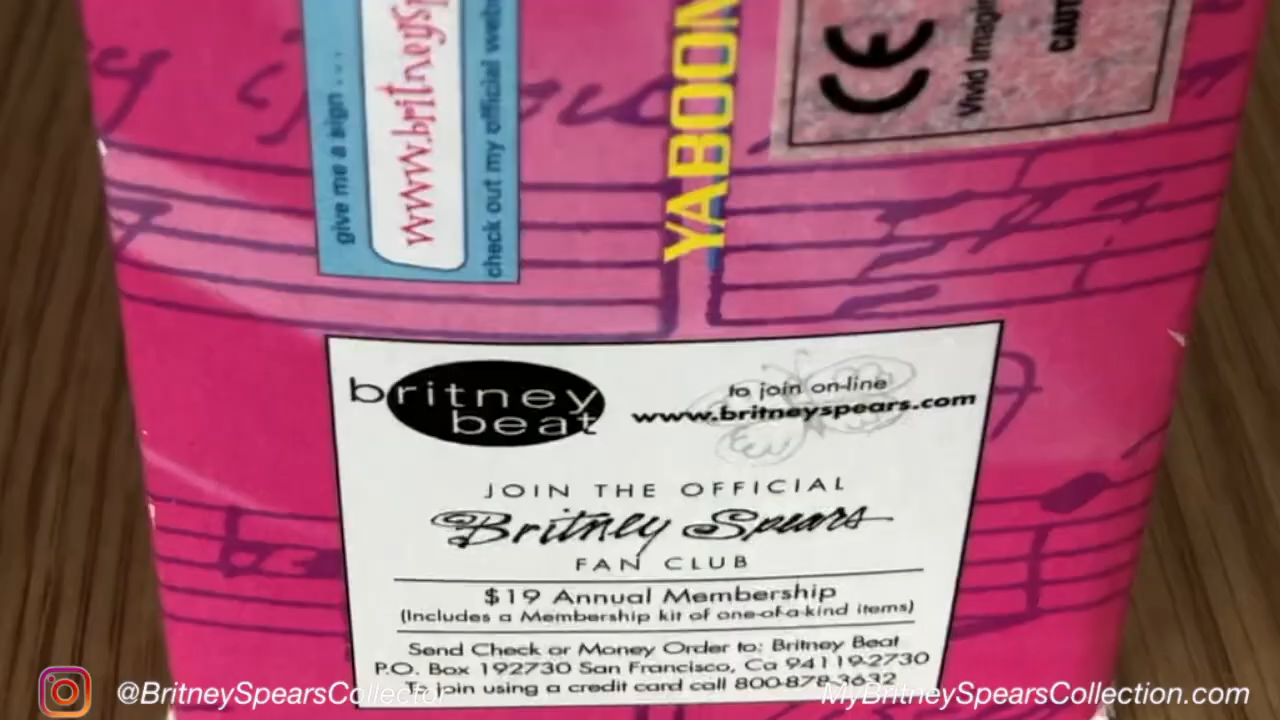 give me a sign ...
www.britneysp
check out my official web
YABOOM
CE
Vivid Imagin
CAUT
britney
beat
to join on-line
www.britneyspears.com
JOIN THE OFFICIAL
Britney Spears
FAN CLUB
$19 Annual Membership
(Includes a Membership kit of one-of-a-kind items)
Send Check or Money Order to: Britney Beat
P.O. Box 192730 San Francisco, Ca 94119-2730
To join using a credit card call 800-878-3632
@BritneySpearsCollector
MyBritneySpearsCollection.com